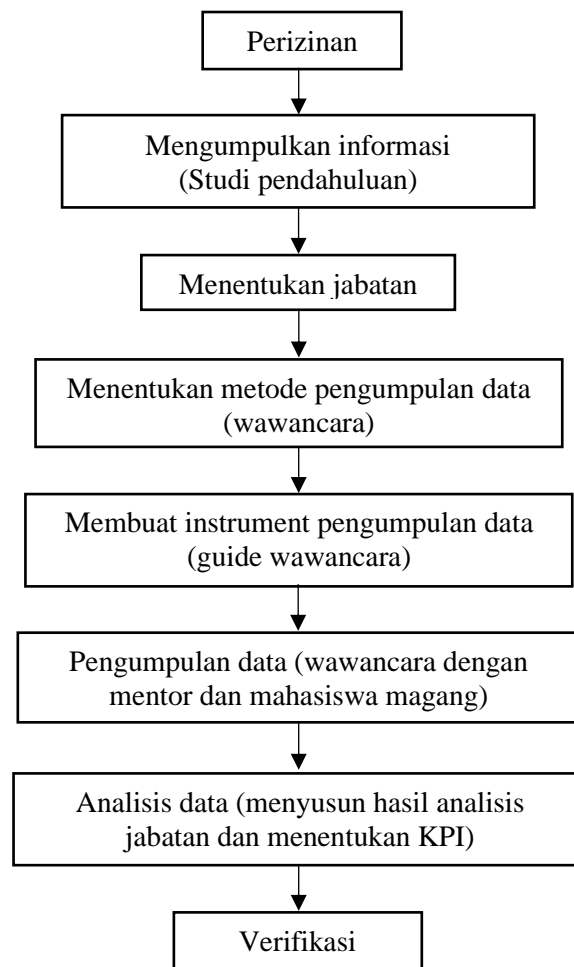 Perizinan
Mengumpulkan informasi
(Studi pendahuluan)
Menentukan jabatan
Menentukan metode pengumpulan data
(wawancara)
Membuat instrument pengumpulan data
(guide wawancara)
Pengumpulan data (wawancara dengan
mentor dan mahasiswa magang)
Analisis data (menyusun hasil analisis
jabatan dan menentukan KPI)
Verifikasi